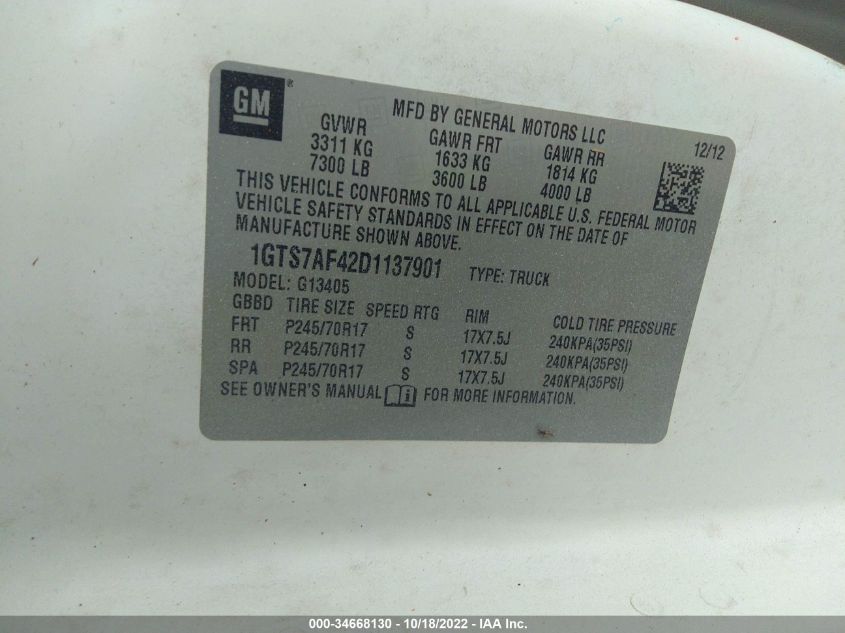 GM ®
MFD BY GENERAL MOTORS LLC
12/12
GVWR GAWR FRT GAWR RR
3311 KG 1633 KG 1814 KG
7300 LB 3600 LB 4000 LB
THIS VEHICLE CONFORMS TO ALL APPLICABLE U.S. FEDERAL MOTOR
VEHICLE SAFETY STANDARDS IN EFFECT ON THE DATE OF
MANUFACTURE SHOWN ABOVE.
1GTS7AF42D1137901 TYPE: TRUCK
MODEL: G13405
GBBD TIRE SIZE SPEED RTG RIM COLD TIRE PRESSURE
FRT P245/70R17 S 17X7.5J 240KPA(35PSI)
RR P245/70R17 S 17X7.5J 240KPA(35PSI)
SPA P245/70R17 S 17X7.5J 240KPA(35PSI)
SEE OWNER'S MANUAL FOR MORE INFORMATION.
000-34668130 - 10/18/2022 - IAA Inc.